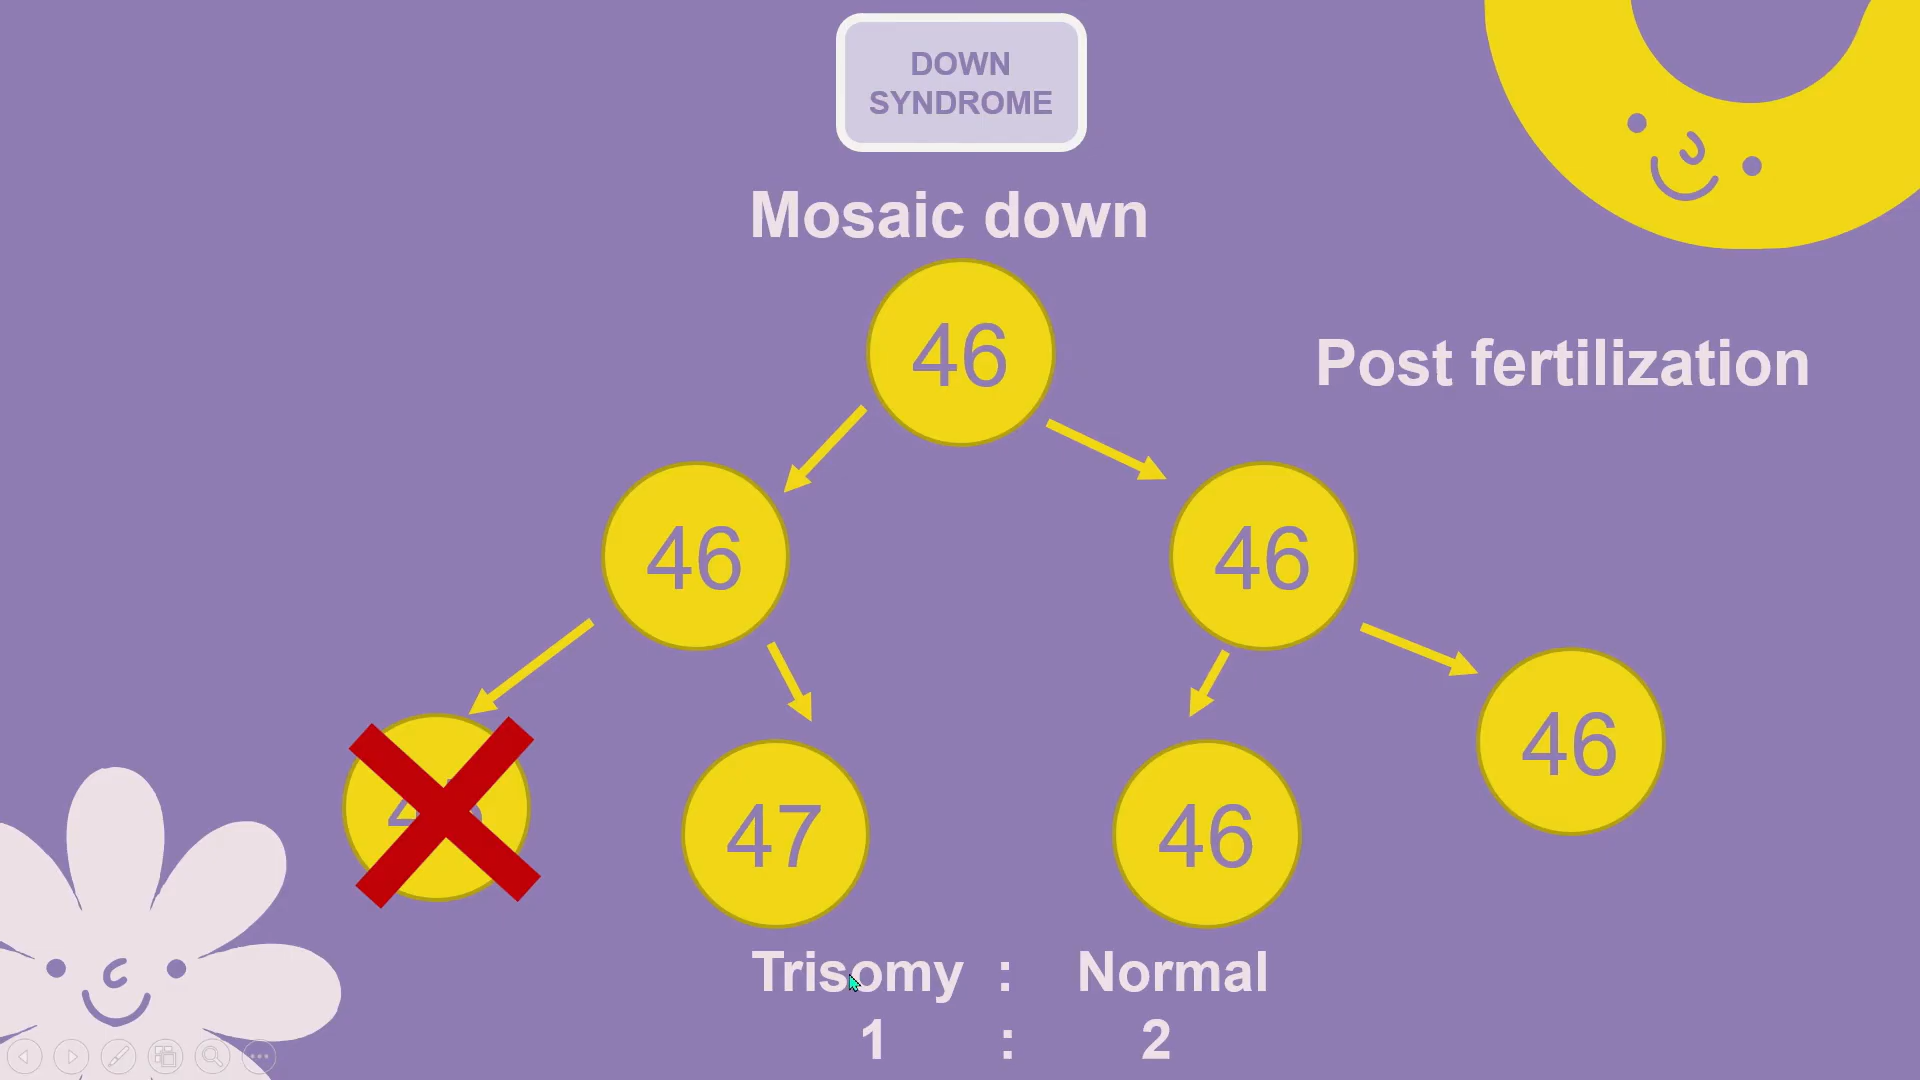 DOWN
SYNDROME
Mosaic down
46
Post fertilization
46 46
46
47 46
Trisomy : Normal
1 : 2